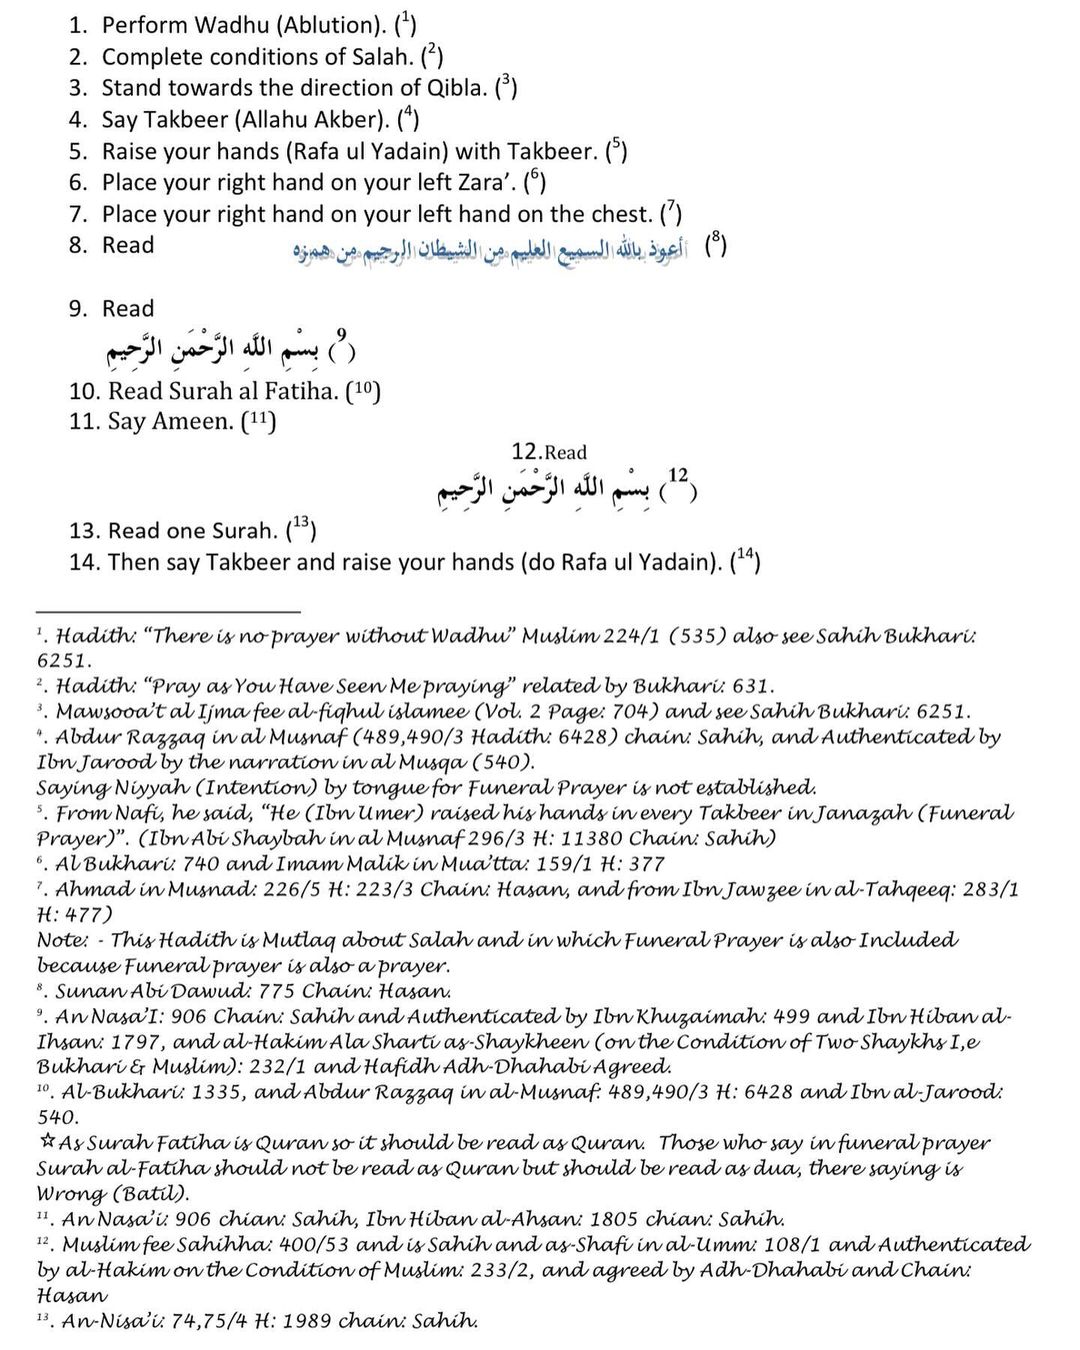 1. Perform Wadhu (Ablution). (1)
2. Complete conditions of Salah. (2)
3. Stand towards the direction of Qibla. (3)
4. Say Takbeer (Allahu Akber). (4)
5. Raise your hands (Rafa ul Yadain) with Takbeer. (5)
6. Place your right hand on your left Zara’. (6)
7. Place your right hand on your left hand on the chest. (7)
8. Read أعوذ بالله السميع العليم من الشيطان الرجيم من همزه (8)
9. Read
بِسْمِ اللَّهِ الرَّحْمَنِ الرَّحِيمِ (9)
10. Read Surah al Fatiha. (10)
11. Say Ameen. (11)
12.Read
بِسْمِ اللَّهِ الرَّحْمَنِ الرَّحِيمِ (12)
13. Read one Surah. (13)
14. Then say Takbeer and raise your hands (do Rafa ul Yadain). (14)
1. Hadith: “There is no prayer without Wadhu” Muslim 224/1 (535) also see Sahih Bukhari:
6251.
2. Hadith: “Pray as You Have Seen Me praying” related by Bukhari: 631.
3. Mawsooa’t al Ijma fee al-fiqhul islamee (Vol. 2 Page: 704) and see Sahih Bukhari: 6251.
4. Abdur Razzaq in al Musnaf (489,490/3 Hadith: 6428) chain: Sahih, and Authenticated by
Ibn Jarood by the narration in al Musqa (540).
Saying Niyyah (Intention) by tongue for Funeral Prayer is not established.
5. From Nafi, he said, “He (Ibn Umer) raised his hands in every Takbeer in Janazah (Funeral
Prayer)”. (Ibn Abi Shaybah in al Musnaf 296/3 H: 11380 Chain: Sahih)
6. Al Bukhari: 740 and Imam Malik in Mua’tta: 159/1 H: 377
7. Ahmad in Musnad: 226/5 H: 223/3 Chain: Hasan, and from Ibn Jawzee in al-Tahqeeq: 283/1
H: 477)
Note: - This Hadith is Mutlaq about Salah and in which Funeral Prayer is also Included
because Funeral prayer is also a prayer.
8. Sunan Abi Dawud: 775 Chain: Hasan.
9. An Nasa’I: 906 Chain: Sahih and Authenticated by Ibn Khuzaimah: 499 and Ibn Hiban al-
Ihsan: 1797, and al-Hakim Ala Sharti as-Shaykheen (on the Condition of Two Shaykhs I,e
Bukhari & Muslim): 232/1 and Hafidh Adh-Dhahabi Agreed.
10. Al-Bukhari: 1335, and Abdur Razzaq in al-Musnaf: 489,490/3 H: 6428 and Ibn al-Jarood:
540.
☆ As Surah Fatiha is Quran so it should be read as Quran. Those who say in funeral prayer
Surah al-Fatiha should not be read as Quran but should be read as dua, there saying is
Wrong (Batil).
11. An Nasa’i: 906 chian: Sahih, Ibn Hiban al-Ahsan: 1805 chian: Sahih.
12. Muslim fee Sahihha: 400/53 and is Sahih and as-Shafi in al-Umm: 108/1 and Authenticated
by al-Hakim on the Condition of Muslim: 233/2, and agreed by Adh-Dhahabi and Chain:
Hasan
13. An-Nisa’i: 74,75/4 H: 1989 chain: Sahih.